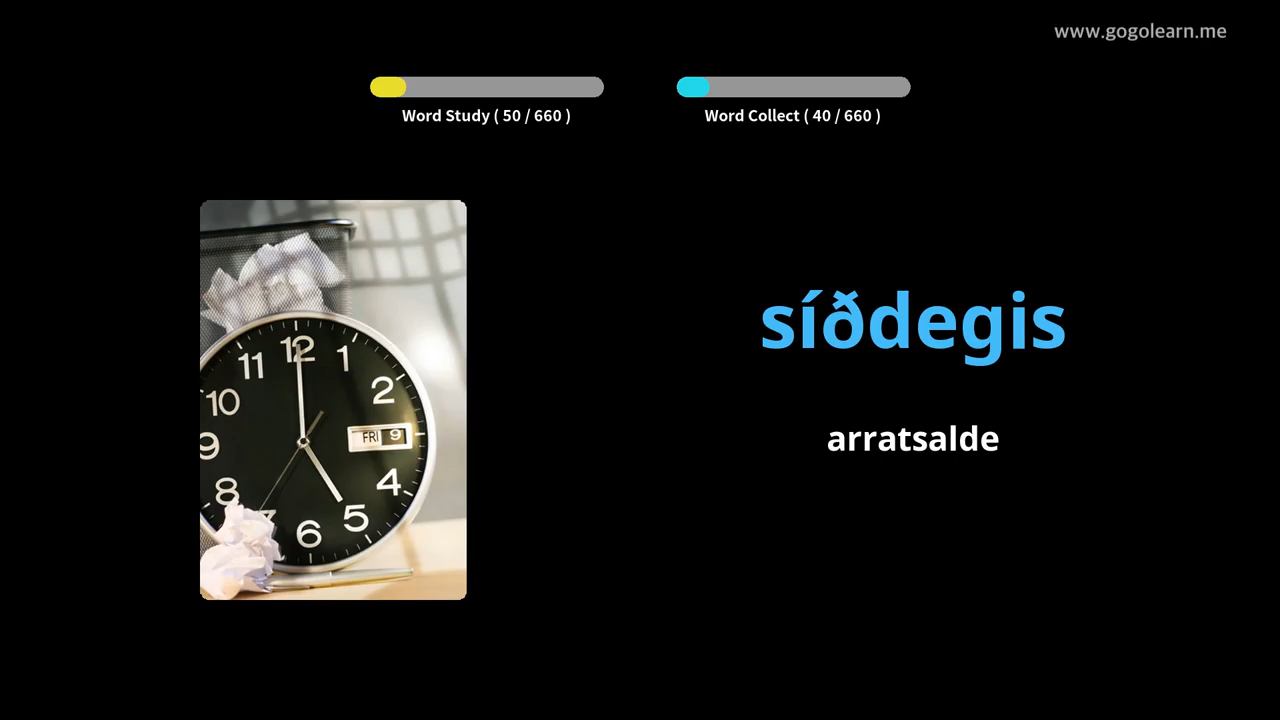 www.gogolearn.me
Word Study ( 50 / 660 )
Word Collect ( 40 / 660 )
12
11
1
10
2
9
FRI 9
8
4
7
5
6
síðdegis
arratsalde